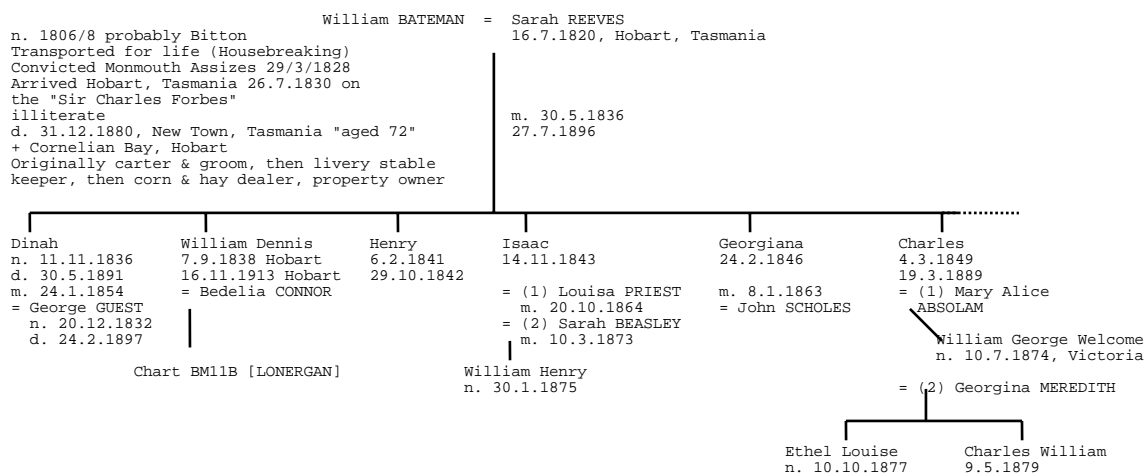 William BATEMAN = Sarah REEVES
n. 1806/8 probably Bitton
16.7.1820, Hobart, Tasmania
Transported for life (Housebreaking)
Convicted Monmouth Assizes 29/3/1828
Arrived Hobart, Tasmania 26.7.1830 on
the "Sir Charles Forbes"
illiterate
m. 30.5.1836
d. 31.12.1880, New Town, Tasmania "aged 72"
27.7.1896
+ Cornelian Bay, Hobart
Originally carter & groom, then livery stable
keeper, then corn & hay dealer, property owner
Dinah
n. 11.11.1836
d. 30.5.1891
m. 24.1.1854
= George GUEST
n. 20.12.1832
d. 24.2.1897
William Dennis
7.9.1838 Hobart
16.11.1913 Hobart
= Bedelia CONNOR
Chart BM11B [LONERGAN]
Henry
6.2.1841
29.10.1842
Isaac
14.11.1843
= (1) Louisa PRIEST
m. 20.10.1864
= (2) Sarah BEASLEY
m. 10.3.1873
William Henry
n. 30.1.1875
Georgiana
24.2.1846
m. 8.1.1863
= John SCHOLES
Charles
4.3.1849
19.3.1889
= (1) Mary Alice
ABSOLAM
William George Welcome
n. 10.7.1874, Victoria
= (2) Georgina MEREDITH
Ethel Louise
n. 10.10.1877
Charles William
9.5.1879